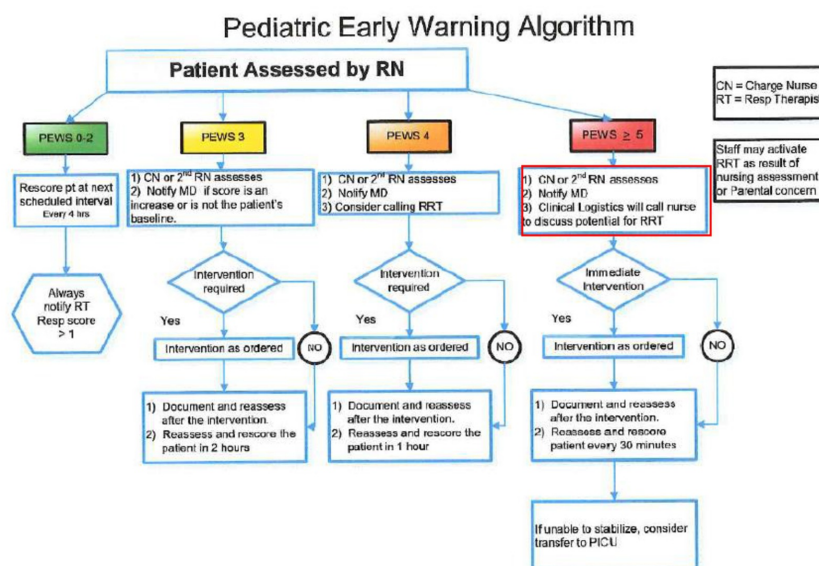 Pediatric Early Warning Algorithm
Patient Assessed by RN
CN = Charge Nurse
RT = Resp Therapist
PEWS 0-2
PEWS 3
PEWS 4
PEWS ≥ 5
Staff may activate
RRT as result of
nursing assessment
or Parental concern
Rescore pt at next
scheduled interval
Every 4 hrs
1) CN or 2nd RN assesses
2) Notify MD if score is an
increase or is not the patient's
baseline.
1) CN or 2nd RN assesses
2) Notify MD
3) Consider calling RRT
1) CN or 2nd RN assesses
2) Notify MD
3) Clinical Logistics will call nurse
to discuss potential for RRT
Always
notify RT
Resp score
> 1
Intervention
required
Yes
NO
Intervention as ordered
1) Document and reassess
after the intervention.
2) Reassess and rescore the
patient in 2 hours
Intervention
required
Yes
NO
Intervention as ordered
1) Document and reassess
after the intervention.
2) Reassess and rescore the
patient in 1 hour
Immediate
Intervention
Yes
NO
Intervention as ordered
1) Document and reassess
after the intervention.
2) Reassess and rescore
patient every 30 minutes
If unable to stabilize, consider
transfer to PICU